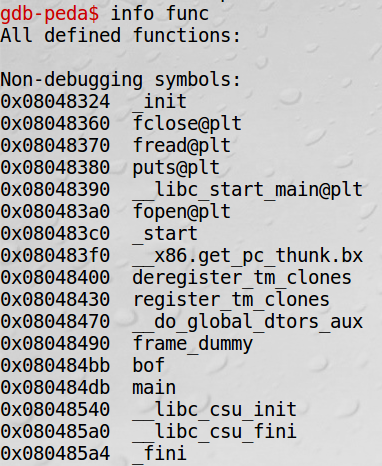 gdb-peda$ info func
All defined functions:

Non-debugging symbols:
0x08048324  _init
0x08048360  fclose@plt
0x08048370  fread@plt
0x08048380  puts@plt
0x08048390  __libc_start_main@plt
0x080483a0  fopen@plt
0x080483c0  _start
0x080483f0  __x86.get_pc_thunk.bx
0x08048400  deregister_tm_clones
0x08048430  register_tm_clones
0x08048470  __do_global_dtors_aux
0x08048490  frame_dummy
0x080484bb  bof
0x080484db  main
0x08048540  __libc_csu_init
0x080485a0  __libc_csu_fini
0x080485a4  _fini